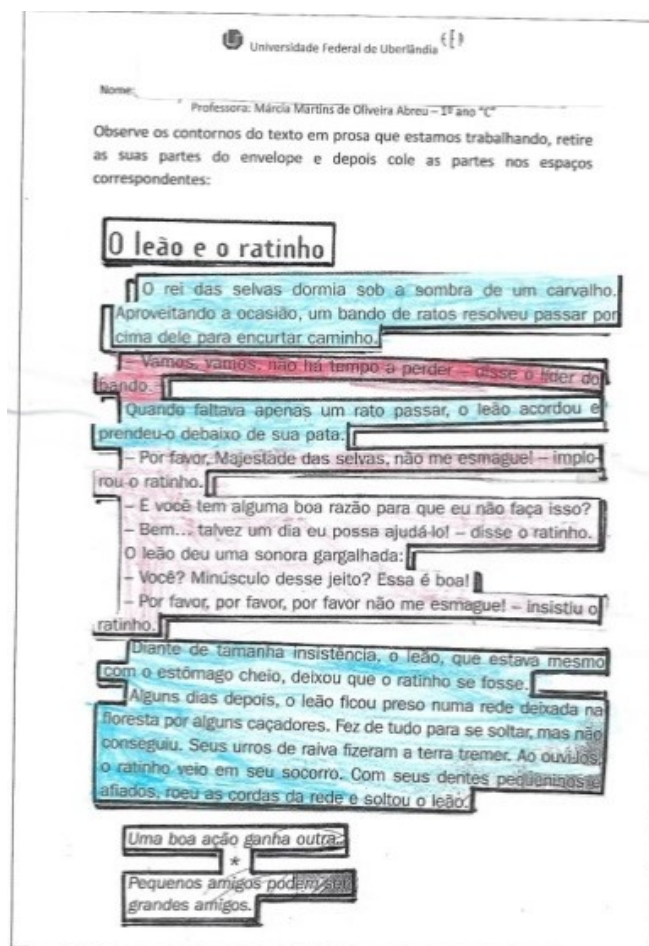 Universidade Federal de Uberlândia
Nome:
Professora: Márcia Martins de Oliveira Abreu – 1º ano "C"
Observe os contornos do texto em prosa que estamos trabalhando, retire
as suas partes do envelope e depois cole as partes nos espaços
correspondentes:
O leão e o ratinho
O rei das selvas dormia sob a sombra de um carvalho.
Aproveitando a ocasião, um bando de ratos resolveu passar por
cima dele para encurtar caminho.
– Vamos, vamos, não há tempo a perder – disse o líder do
bando.
Quando faltava apenas um rato passar, o leão acordou e
prendeu-o debaixo de sua pata.
– Por favor, Majestade das selvas, não me esmague! – implo-
rou o ratinho.
– E você tem alguma boa razão para que eu não faça isso?
– Bem... talvez um dia eu possa ajudá-lo! – disse o ratinho.
O leão deu uma sonora gargalhada:
– Você? Minúsculo desse jeito? Essa é boa!
– Por favor, por favor, por favor não me esmague! – insistiu o
ratinho.
Diante de tamanha insistência, o leão, que estava mesmo
com o estômago cheio, deixou que o ratinho se fosse.
Alguns dias depois, o leão ficou preso numa rede deixada na
floresta por alguns caçadores. Fez de tudo para se soltar, mas não
conseguiu. Seus urros de raiva fizeram a terra tremer. Ao ouvi-los,
o ratinho veio em seu socorro. Com seus dentes pequeninos e
afiados, roeu as cordas da rede e soltou o leão.
Uma boa ação ganha outra.
*
Pequenos amigos podem ser
grandes amigos.